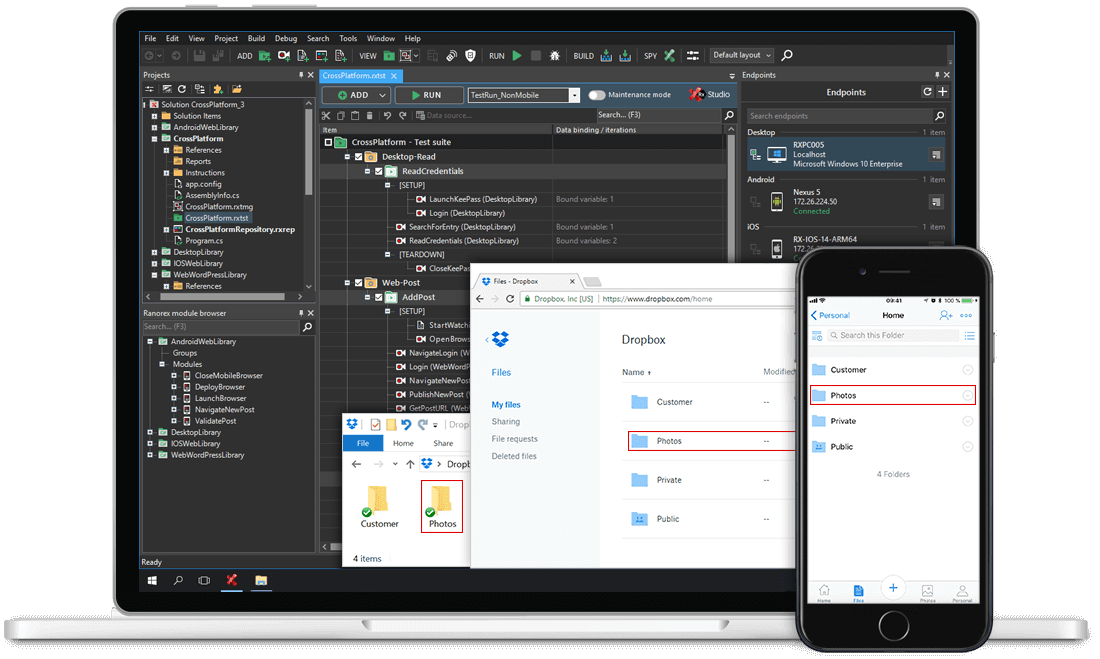 File Edit View Project Build Debug Search Tools Window Help
ADD VIEW RUN BUILD SPY Default layout
Projects
Solution CrossPlatform_3
Solution Items
AndroidWebLibrary
CrossPlatform
References
Reports
Instructions
app.config
AssemblyInfo.cs
CrossPlatform.rxtmg
CrossPlatform.rxtst
CrossPlatformRepository.rxrep
Program.cs
DesktopLibrary
IOSWebLibrary
WebWordPressLibrary
References
Ranorex module browser
Search... (F3)
AndroidWebLibrary
Groups
Modules
CloseMobileBrowser
DeployBrowser
LaunchBrowser
NavigateNewPost
ValidatePost
DesktopLibrary
IOSWebLibrary
WebWordPressLibrary
Ready
CrossPlatform.rxtst
ADD RUN TestRun_NonMobile Maintenance mode Studio
Data source... Search... (F3)
Item Data binding / iterations
CrossPlatform - Test suite
Desktop-Read
ReadCredentials
[SETUP]
LaunchKeePass (DesktopLibrary) Bound variable: 1
Login (DesktopLibrary)
SearchForEntry (DesktopLibrary) Bound variable: 1
ReadCredentials (DesktopLibrary) Bound variables: 2
[TEARDOWN]
CloseKeePas
Web-Post
AddPost
[SETUP]
StartWatch
OpenBrows
NavigateLogin (W
Login (WebWordP
NavigateNewPost
PublishNewPost (W
GetPostURL (Web
Endpoints
Endpoints
Search endpoints
Desktop 1 item
RXPC005
Localhost
Microsoft Windows 10 Enterprise
Android 1 item
Nexus 5
172.26.224.50
Connected
iOS 1 item
RX-IOS-14-ARM64
172.26.
File Home Share
Dropb
Customer
Photos
4 items
Files - Dropbox
Dropbox, Inc [US] https://www.dropbox.com/home
Files
My files
Sharing
File requests
Deleted files
Dropbox
Name Modified
Customer --
Photos --
Private --
Public --
09:41 100 %
Personal Home
Search this Folder
Customer
Photos
Private
Public
4 Folders
Home Files Photos Personal